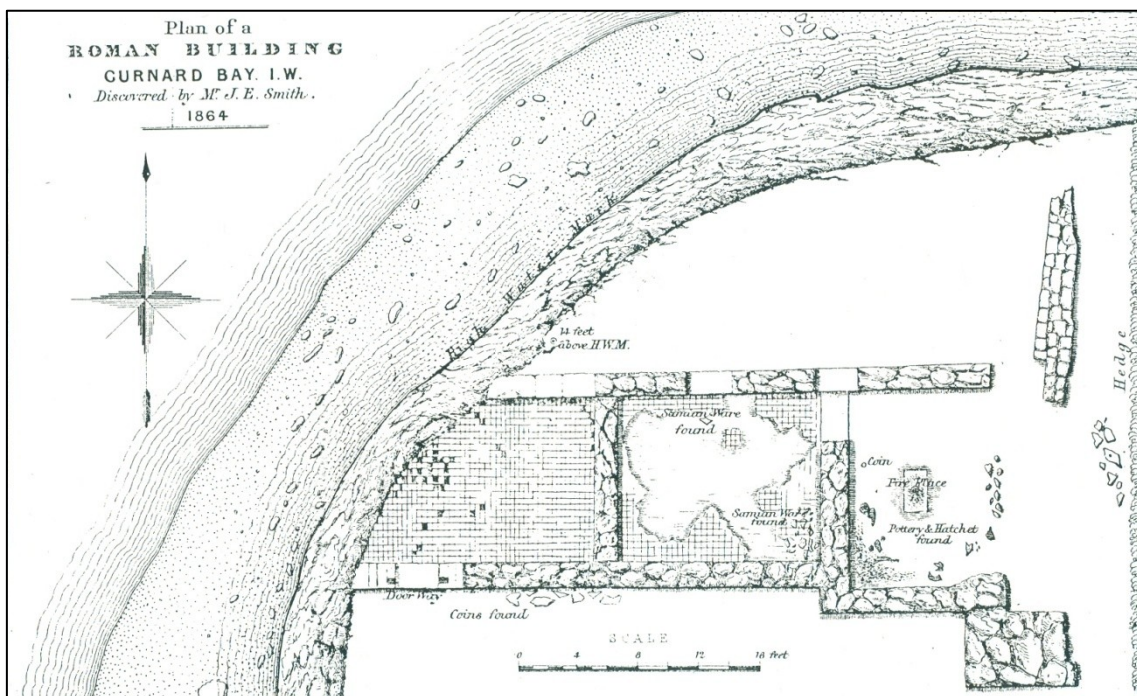 Plan of a
ROMAN BUILDING
GURNARD BAY. I.W.
Discovered by Mr. J. E. Smith.
1864
High Water Mark
14 feet
above H.W.M.
Hedge
Samian Ware
found
Coin
Fire Place
Samian Ware
found
Pottery & Hatchet
found
Door Way
Coins found
SCALE
0 4 8 12 16 feet